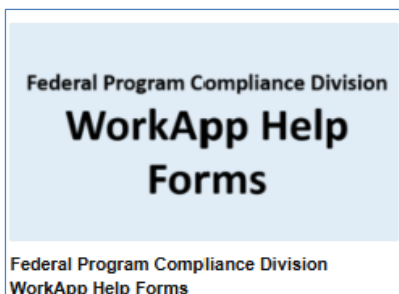 Federal Program Compliance Division
WorkApp Help
Forms
Federal Program Compliance Division
WorkApp Help Forms